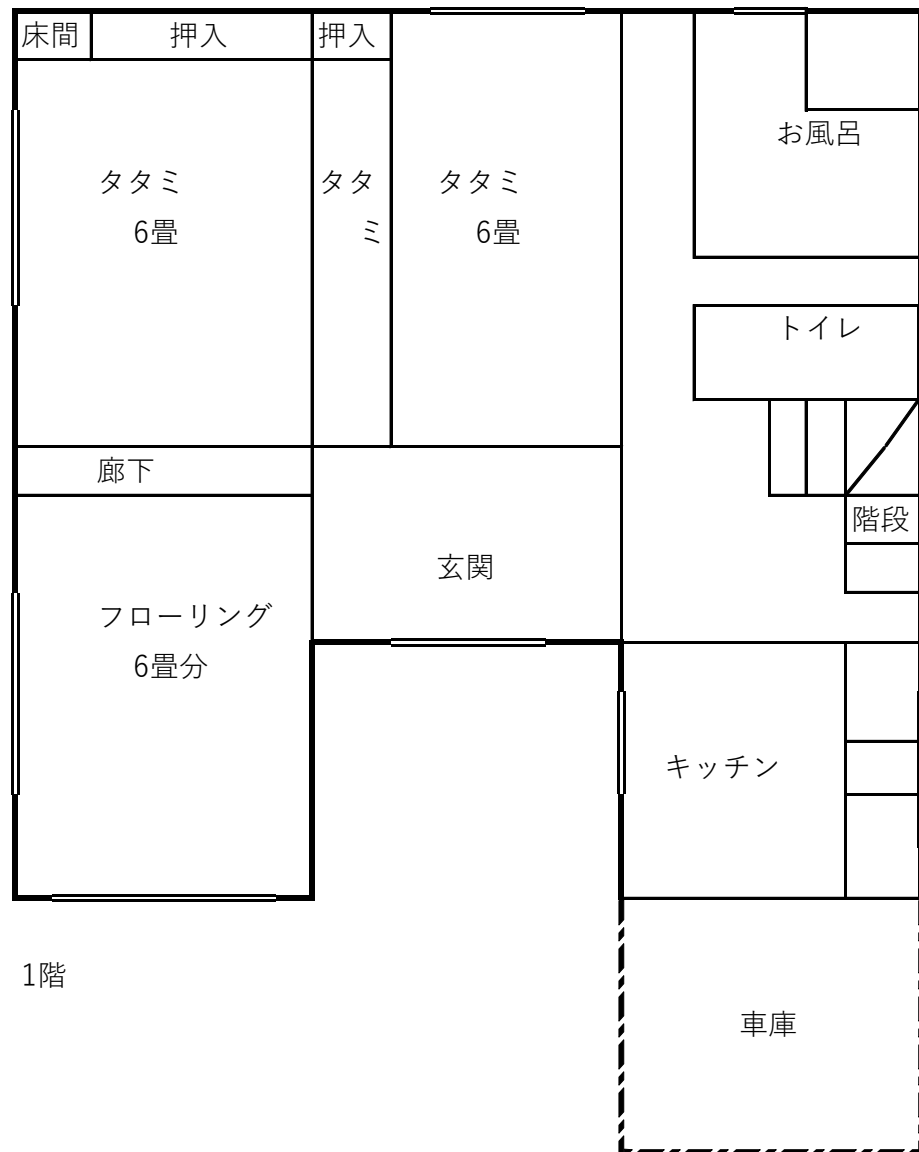 床間
押入
押入
お風呂
タタミ
6畳
タタ
ミ
タタミ
6畳
トイレ
廊下
階段
玄関
フローリング
6畳分
キッチン
1階
車庫